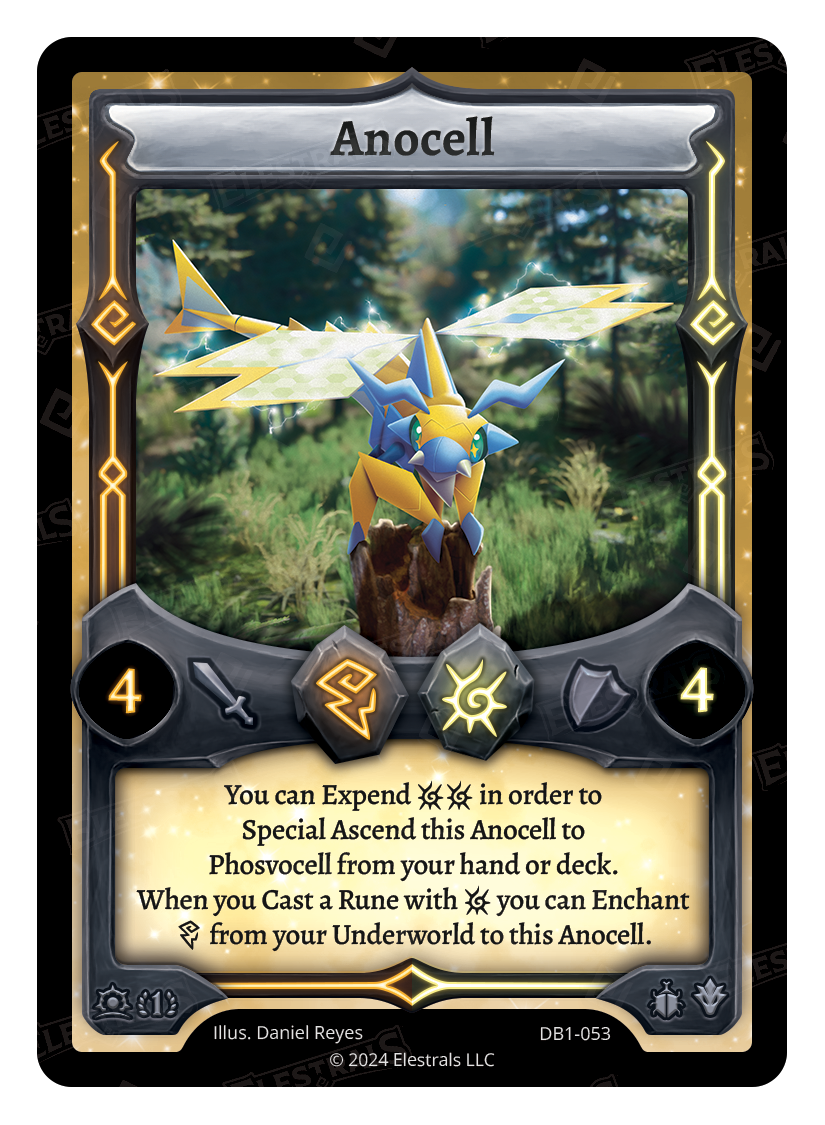 Anocell
4
4
You can Expend in order to
Special Ascend this Anocell to
Phosvocell from your hand or deck.
When you Cast a Rune with you can Enchant
from your Underworld to this Anocell.
1
Illus. Daniel Reyes
DB1-053
© 2024 Elestrals LLC